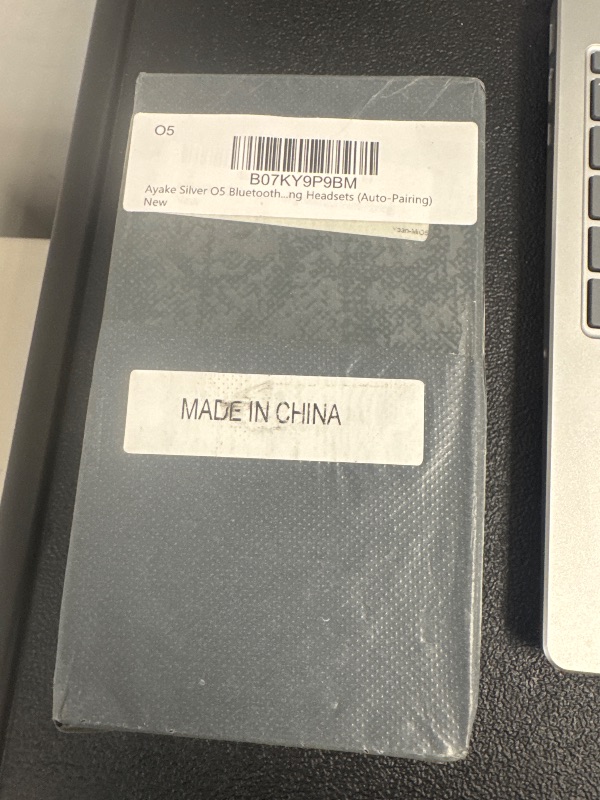 O5
B07KY9P9BM
Ayake Silver O5 Bluetooth...ng Headsets (Auto-Pairing)
New
MADE IN CHINA